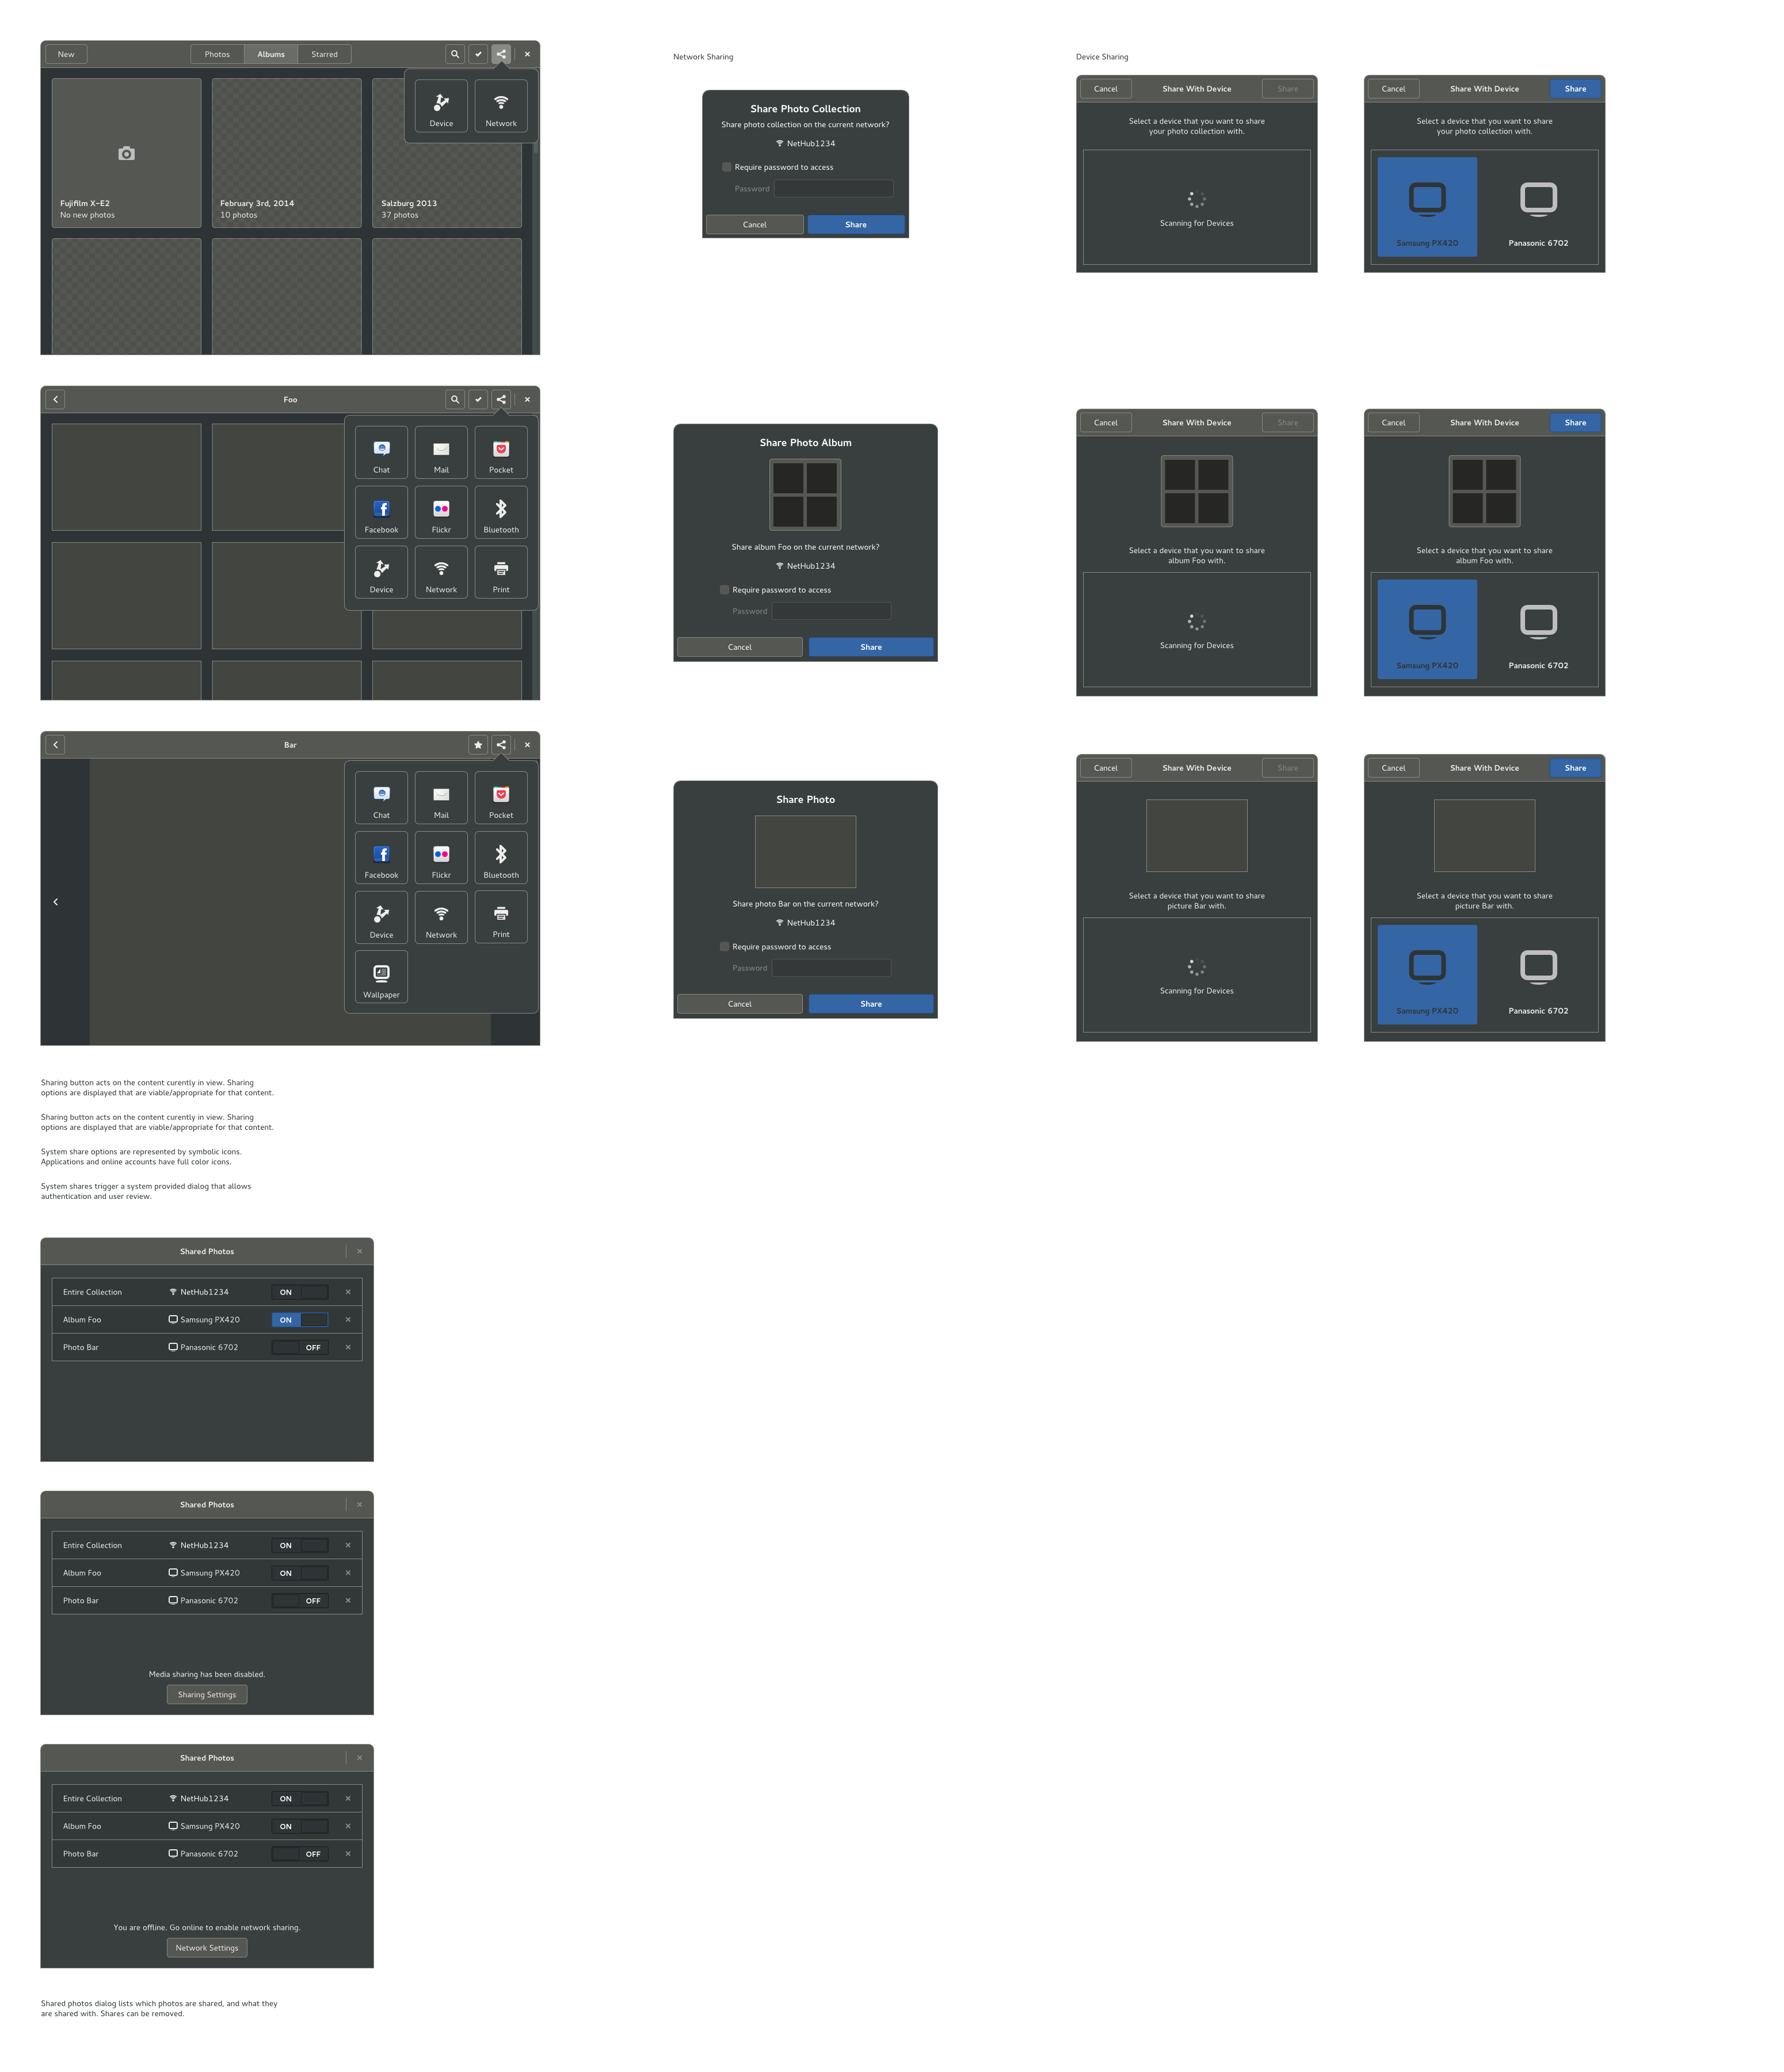 New
Photos
Albums
Starred
Device
Network
Fujifilm X-E2
No new photos
February 3rd, 2014
10 photos
Salzburg 2013
37 photos
Network Sharing
Share Photo Collection
Share photo collection on the current network?
NetHub1234
Require password to access
Password
Cancel
Share
Device Sharing
Cancel
Share With Device
Share
Select a device that you want to share
your photo collection with.
Scanning for Devices
Cancel
Share With Device
Share
Select a device that you want to share
your photo collection with.
Samsung PX420
Panasonic 6702
Foo
Chat
Mail
Pocket
Facebook
Flickr
Bluetooth
Device
Network
Print
Share Photo Album
Share album Foo on the current network?
NetHub1234
Require password to access
Password
Cancel
Share
Cancel
Share With Device
Share
Select a device that you want to share
album Foo with.
Scanning for Devices
Cancel
Share With Device
Share
Select a device that you want to share
album Foo with.
Samsung PX420
Panasonic 6702
Bar
Chat
Mail
Pocket
Facebook
Flickr
Bluetooth
Device
Network
Print
Wallpaper
Share Photo
Share photo Bar on the current network?
NetHub1234
Require password to access
Password
Cancel
Share
Cancel
Share With Device
Share
Select a device that you want to share
picture Bar with.
Scanning for Devices
Cancel
Share With Device
Share
Select a device that you want to share
picture Bar with.
Samsung PX420
Panasonic 6702
Sharing button acts on the content curently in view. Sharing
options are displayed that are viable/appropriate for that content.
Sharing button acts on the content curently in view. Sharing
options are displayed that are viable/appropriate for that content.
System share options are represented by symbolic icons.
Applications and online accounts have full color icons.
System shares trigger a system provided dialog that allows
authentication and user review.
Shared Photos
Entire Collection NetHub1234 ON
Album Foo Samsung PX420 ON
Photo Bar Panasonic 6702 OFF
Shared Photos
Entire Collection NetHub1234 ON
Album Foo Samsung PX420 ON
Photo Bar Panasonic 6702 OFF
Media sharing has been disabled.
Sharing Settings
Shared Photos
Entire Collection NetHub1234 ON
Album Foo Samsung PX420 ON
Photo Bar Panasonic 6702 OFF
You are offline. Go online to enable network sharing.
Network Settings
Shared photos dialog lists which photos are shared, and what they
are shared with. Shares can be removed.